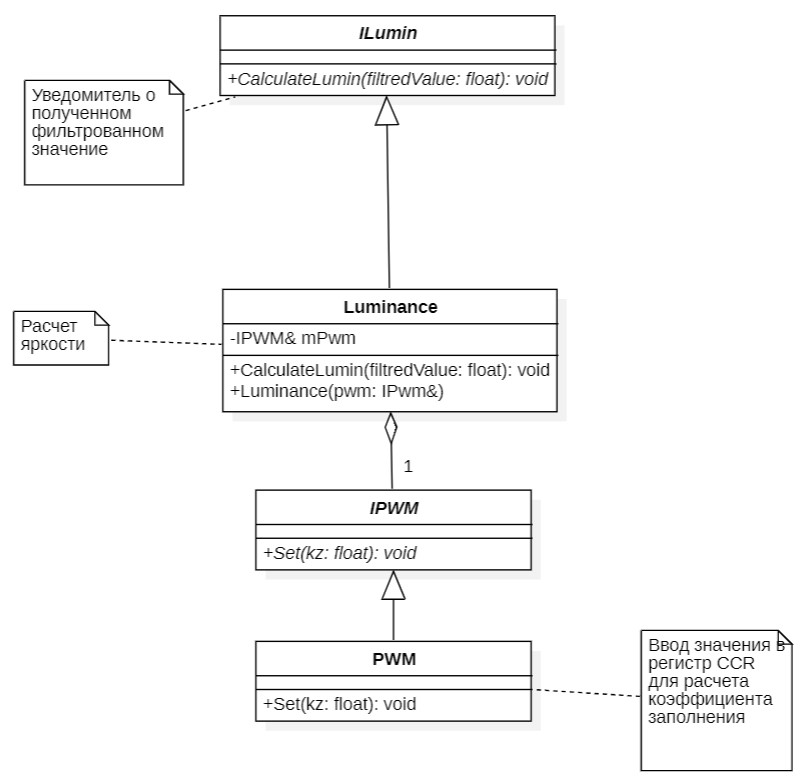 ILumin
+CalculateLumin(filtredValue: float): void
Уведомитель о
полученном
фильтрованном
значение
Luminance
-IPWM& mPwm
+CalculateLumin(filtredValue: float): void
+Luminance(pwm: IPwm&)
Расчет
яркости
1
IPWM
+Set(kz: float): void
PWM
+Set(kz: float): void
Ввод значения в
регистр CCR
для расчета
коэффициента
заполнения